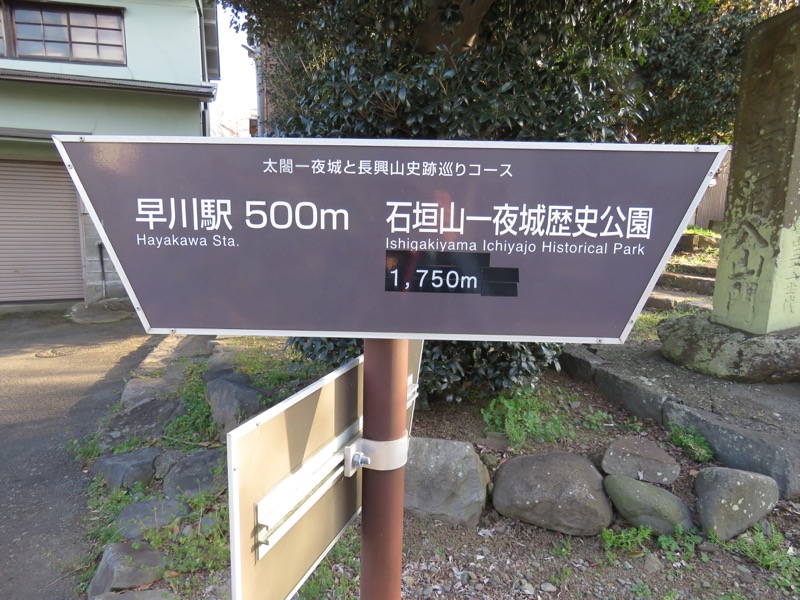 太閤一夜城と長興山史跡巡りコース
早川駅 500m
Hayakawa Sta.
石垣山一夜城歴史公園
Ishigakiyama Ichiyajo Historical Park
1,750m